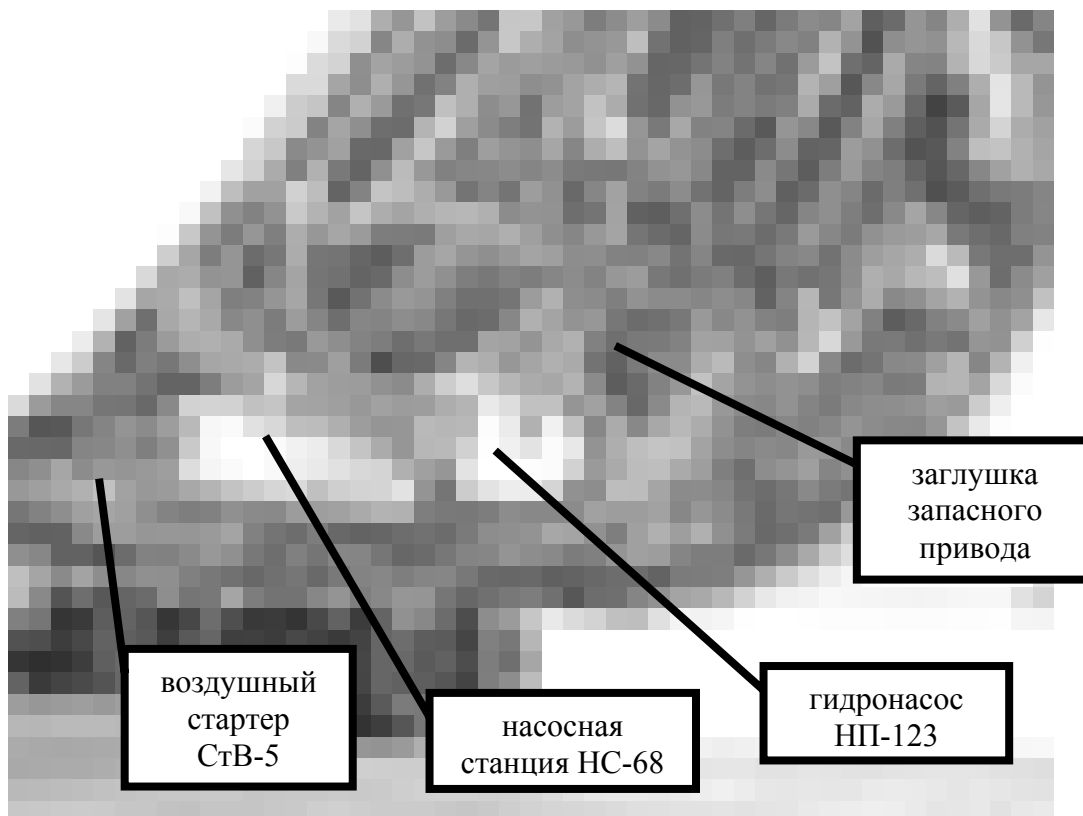 заглушка
запасного
привода
воздушный
стартер
СтВ-5
насосная
станция НС-68
гидронасос
НП-123